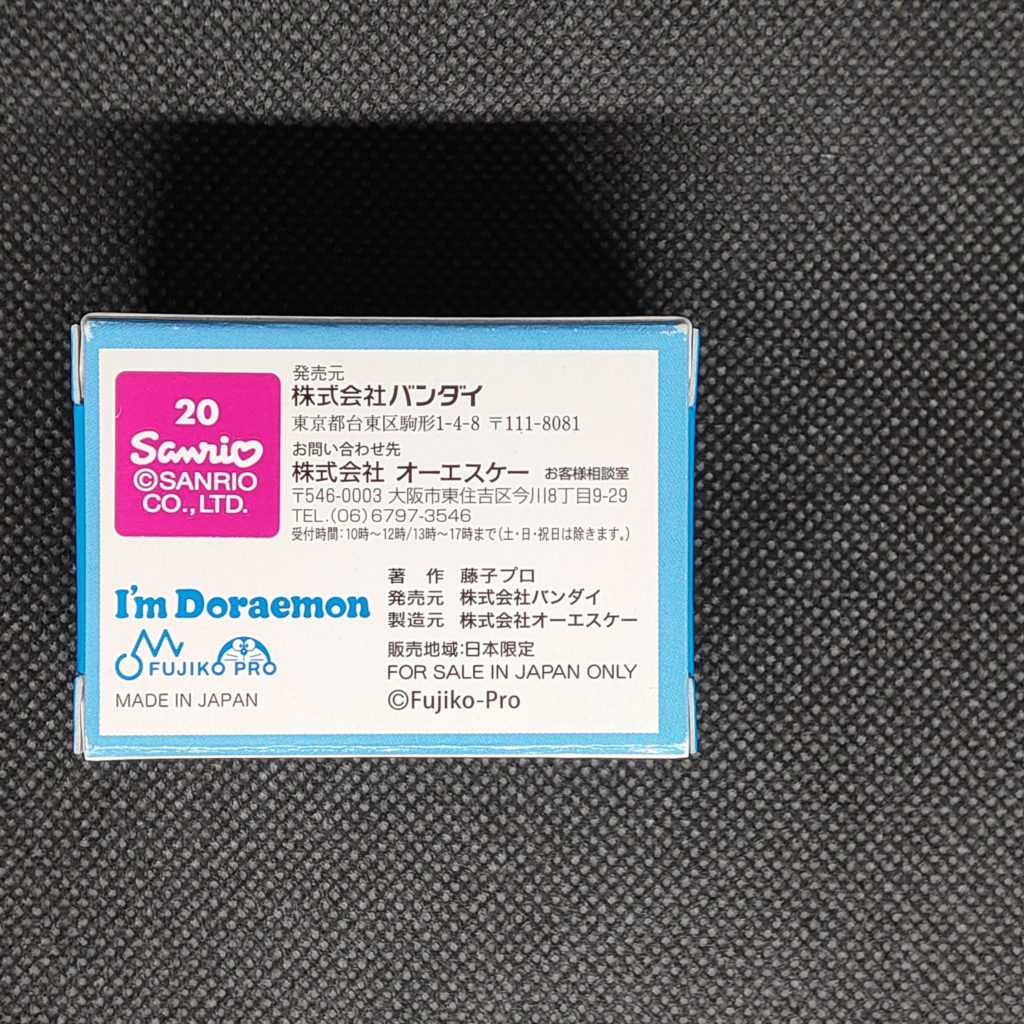 20
Sanrio
©SANRIO
CO.,LTD.
発売元
株式会社バンダイ
東京都台東区駒形1-4-8 〒111-8081
お問い合わせ先
株式会社 オーエスケー お客様相談室
〒546-0003 大阪市東住吉区今川8丁目9-29
TEL.(06)6797-3546
受付時間:10時〜12時/13時〜17時まで(土・日・祝日は除きます。)
I'm Doraemon
FUJIKO PRO
MADE IN JAPAN
著 作 藤子プロ
発売元 株式会社バンダイ
製造元 株式会社オーエスケー
販売地域:日本限定
FOR SALE IN JAPAN ONLY
©Fujiko-Pro